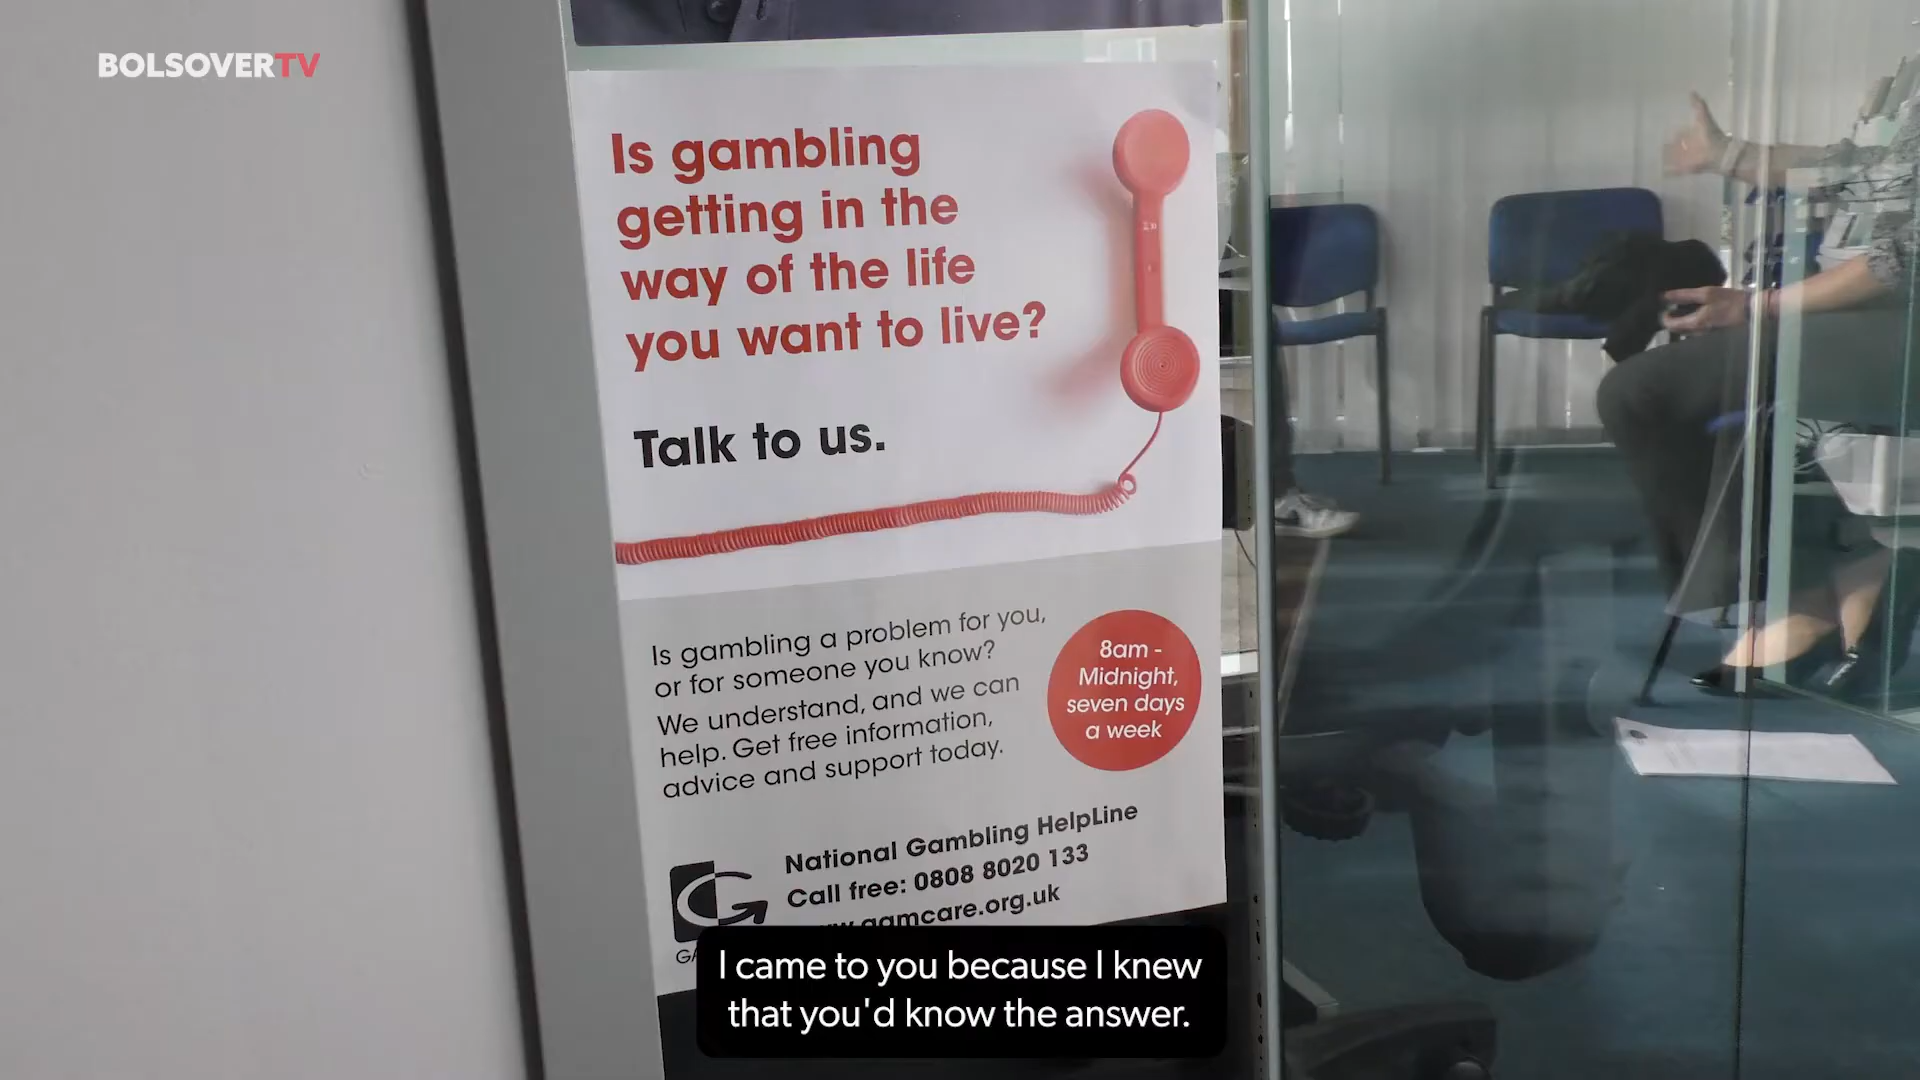 BOLSOVERTV
Is gambling
getting in the
way of the life
you want to live?
Talk to us.
Is gambling a problem for you,
or for someone you know?
We understand, and we can
help. Get free information,
advice and support today.
8am -
Midnight,
seven days
a week
National Gambling HelpLine
Call free: 0808 8020 133
gamcare.org.uk
I came to you because I knew
that you'd know the answer.